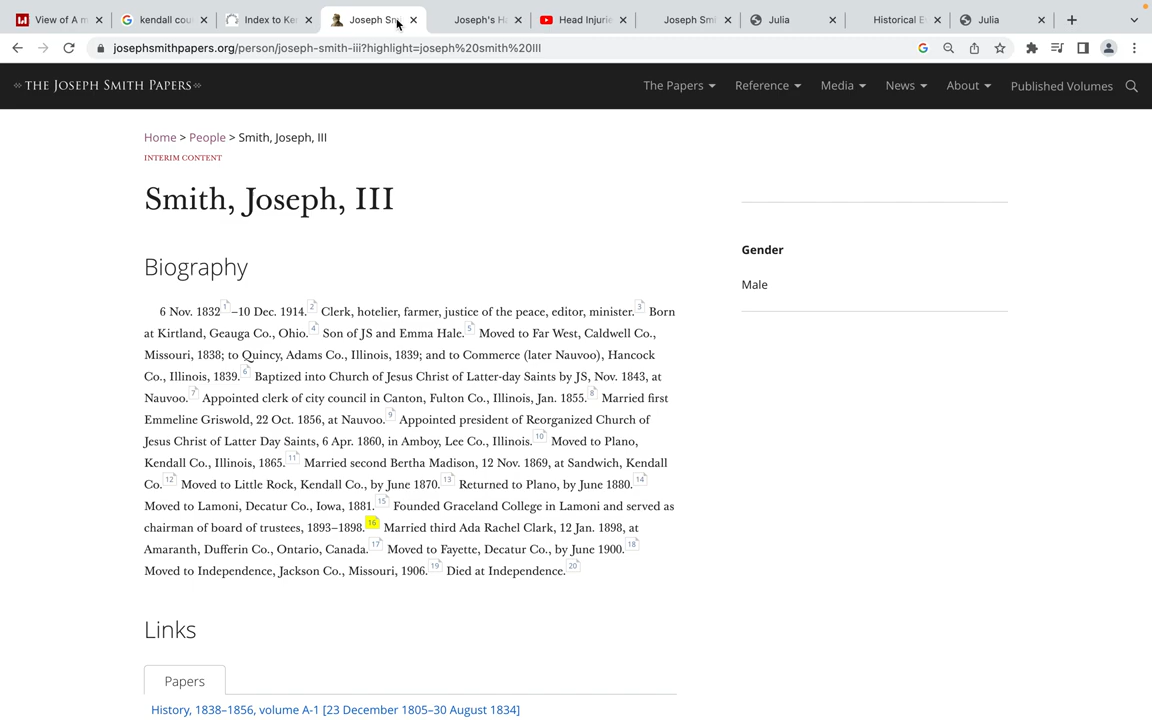 View of A m
kendall cou
Index to Ker
Joseph Smi
Joseph's H
Head Injurie
Joseph Smi
Julia
Historical E
Julia
josephsmithpapers.org/person/joseph-smith-iii?highlight=joseph%20smith%20III
THE JOSEPH SMITH PAPERS
The Papers
Reference
Media
News
About
Published Volumes
Home > People > Smith, Joseph, III
INTERIM CONTENT
Smith, Joseph, III
Biography
6 Nov. 1832 1 –10 Dec. 1914. 2 Clerk, hotelier, farmer, justice of the peace, editor, minister. 3 Born
at Kirtland, Geauga Co., Ohio. 4 Son of JS and Emma Hale. 5 Moved to Far West, Caldwell Co.,
Missouri, 1838; to Quincy, Adams Co., Illinois, 1839; and to Commerce (later Nauvoo), Hancock
Co., Illinois, 1839. 6 Baptized into Church of Jesus Christ of Latter-day Saints by JS, Nov. 1843, at
Nauvoo. 7 Appointed clerk of city council in Canton, Fulton Co., Illinois, Jan. 1855. 8 Married first
Emmeline Griswold, 22 Oct. 1856, at Nauvoo. 9 Appointed president of Reorganized Church of
Jesus Christ of Latter Day Saints, 6 Apr. 1860, in Amboy, Lee Co., Illinois. 10 Moved to Plano,
Kendall Co., Illinois, 1865. 11 Married second Bertha Madison, 12 Nov. 1869, at Sandwich, Kendall
Co. 12 Moved to Little Rock, Kendall Co., by June 1870. 13 Returned to Plano, by June 1880. 14
Moved to Lamoni, Decatur Co., Iowa, 1881. 15 Founded Graceland College in Lamoni and served as
chairman of board of trustees, 1893–1898. 16 Married third Ada Rachel Clark, 12 Jan. 1898, at
Amaranth, Dufferin Co., Ontario, Canada. 17 Moved to Fayette, Decatur Co., by June 1900. 18
Moved to Independence, Jackson Co., Missouri, 1906. 19 Died at Independence. 20
Gender
Male
Links
Papers
History, 1838–1856, volume A-1 [23 December 1805–30 August 1834]